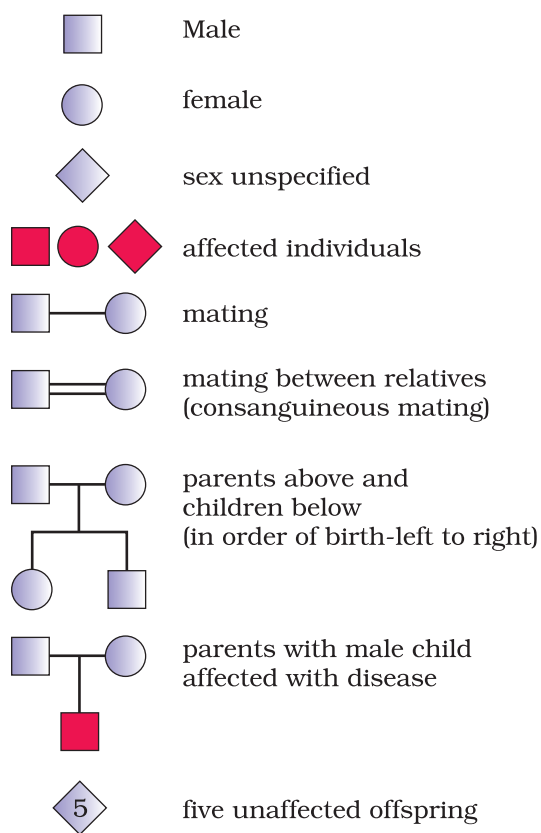 Male
female
sex unspecified
affected individuals
mating
mating between relatives
(consanguineous mating)
parents above and
children below
(in order of birth-left to right)
parents with male child
affected with disease
5 five unaffected offspring